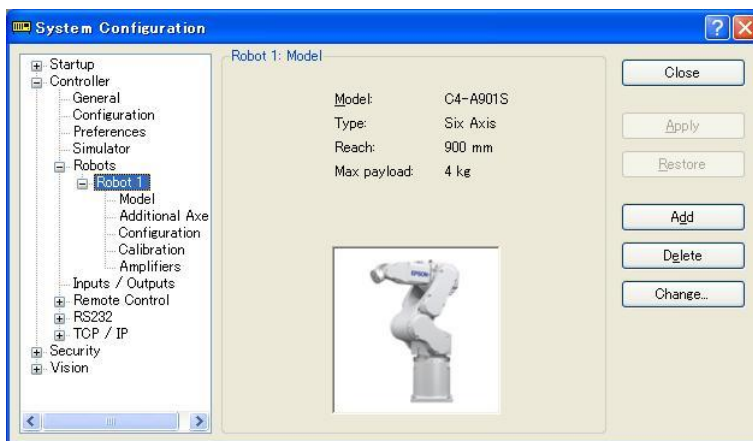 System Configuration
Startup
Controller
General
Configuration
Preferences
Simulator
Robots
Robot 1
Model
Additional Axe
Configuration
Calibration
Amplifiers
Inputs / Outputs
Remote Control
RS232
TCP / IP
Security
Vision
Robot 1: Model
Model: C4-A901S
Type: Six Axis
Reach: 900 mm
Max payload: 4 kg
EPSON
Close
Apply
Restore
Add
Delete
Change...